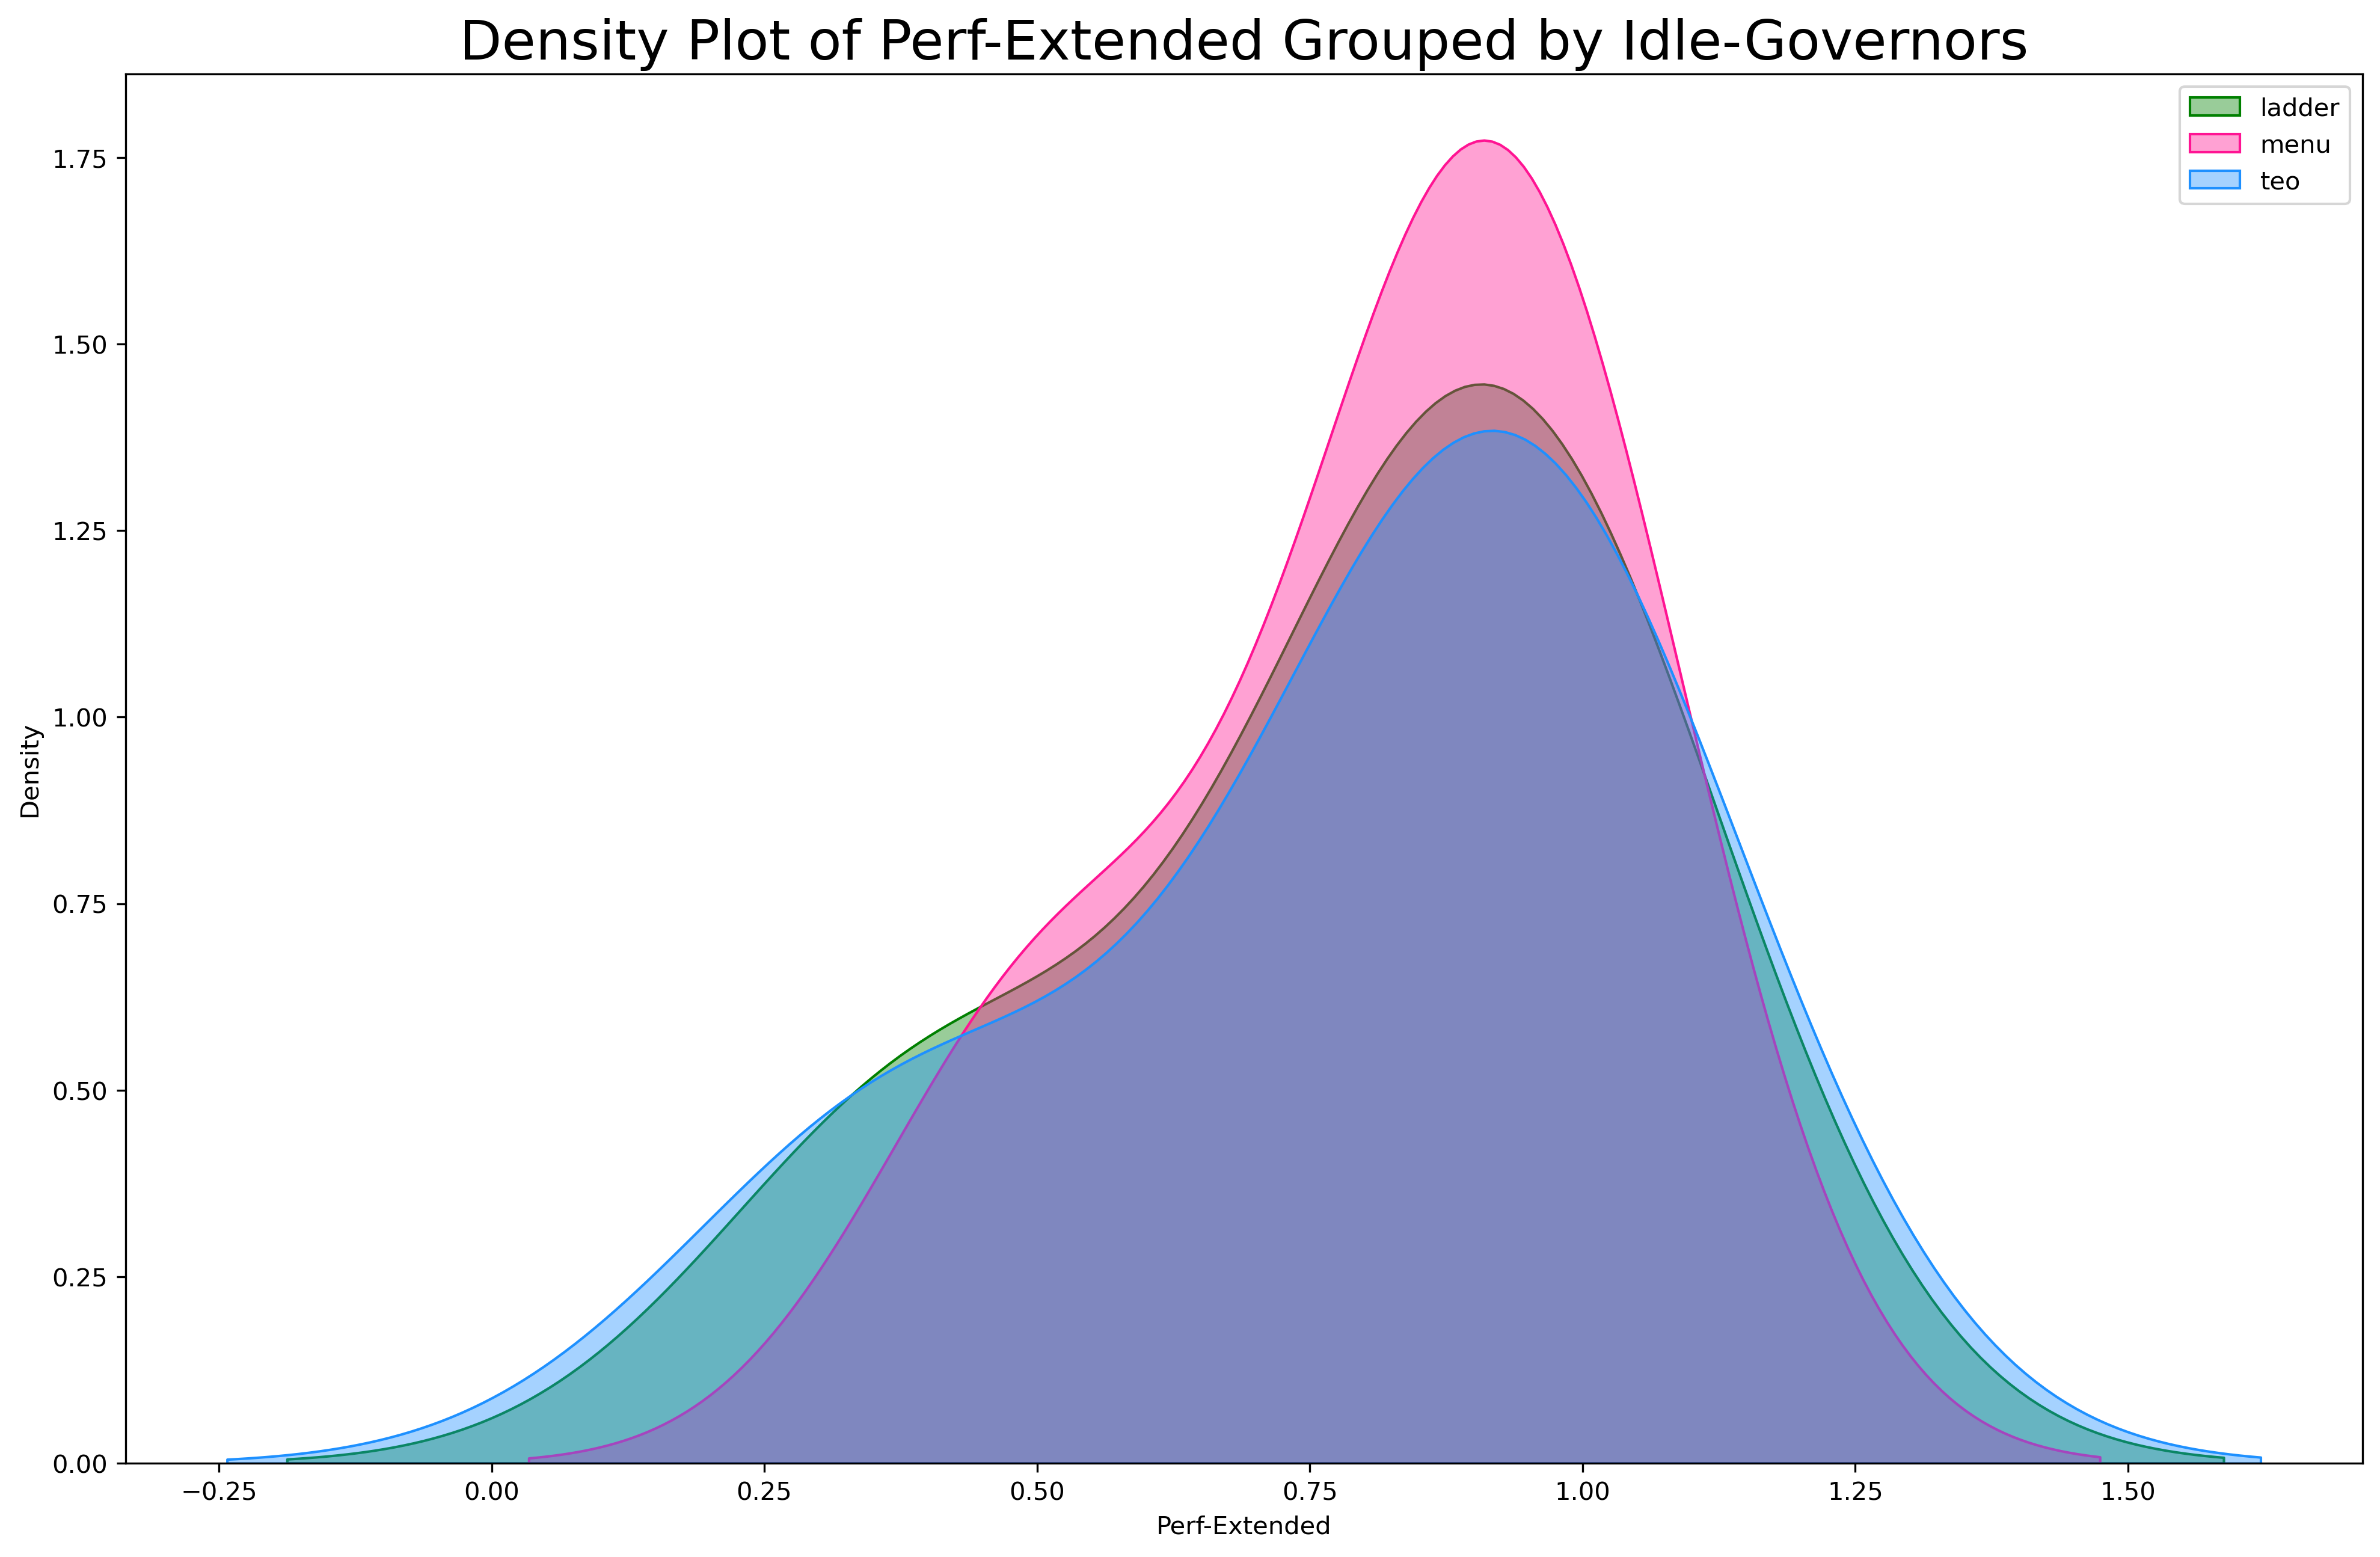 Density Plot of Perf-Extended Grouped by Idle-Governors
ladder
menu
teo
1.75
1.50
1.25
1.00
0.75
0.50
0.25
0.00
Density
−0.25 0.00 0.25 0.50 0.75 1.00 1.25 1.50
Perf-Extended